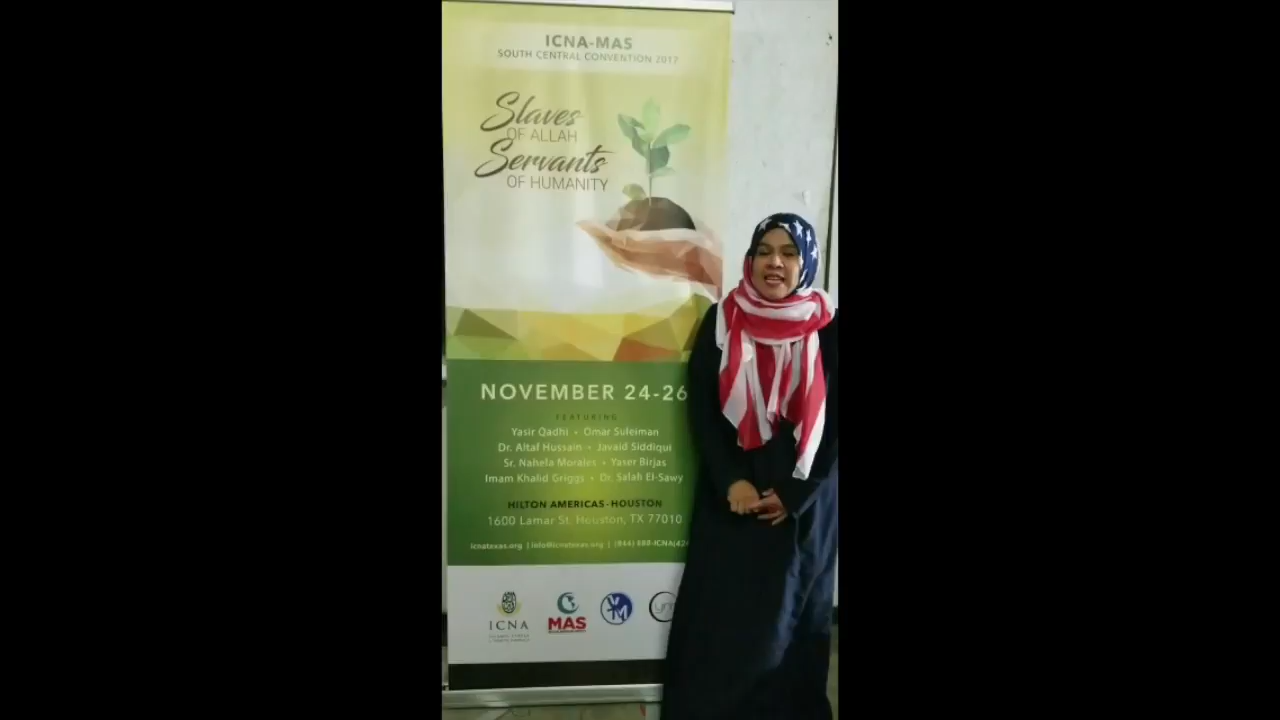 ICNA-MAS
SOUTH CENTRAL CONVENTION 2017
Slaves
OF ALLAH
Servants
OF HUMANITY
NOVEMBER 24-26
FEATURING
Yasir Qadhi • Omar Suleiman
Dr. Altaf Hussain • Javaid Siddiqui
Sr. Nahela Morales • Yaser Birjas
Imam Khalid Griggs • Dr. Salah El-Sawy
HILTON AMERICAS-HOUSTON
1600 Lamar St, Houston, TX 77010
icnatexas.org | info@icnatexas.org |
ICNA
MAS